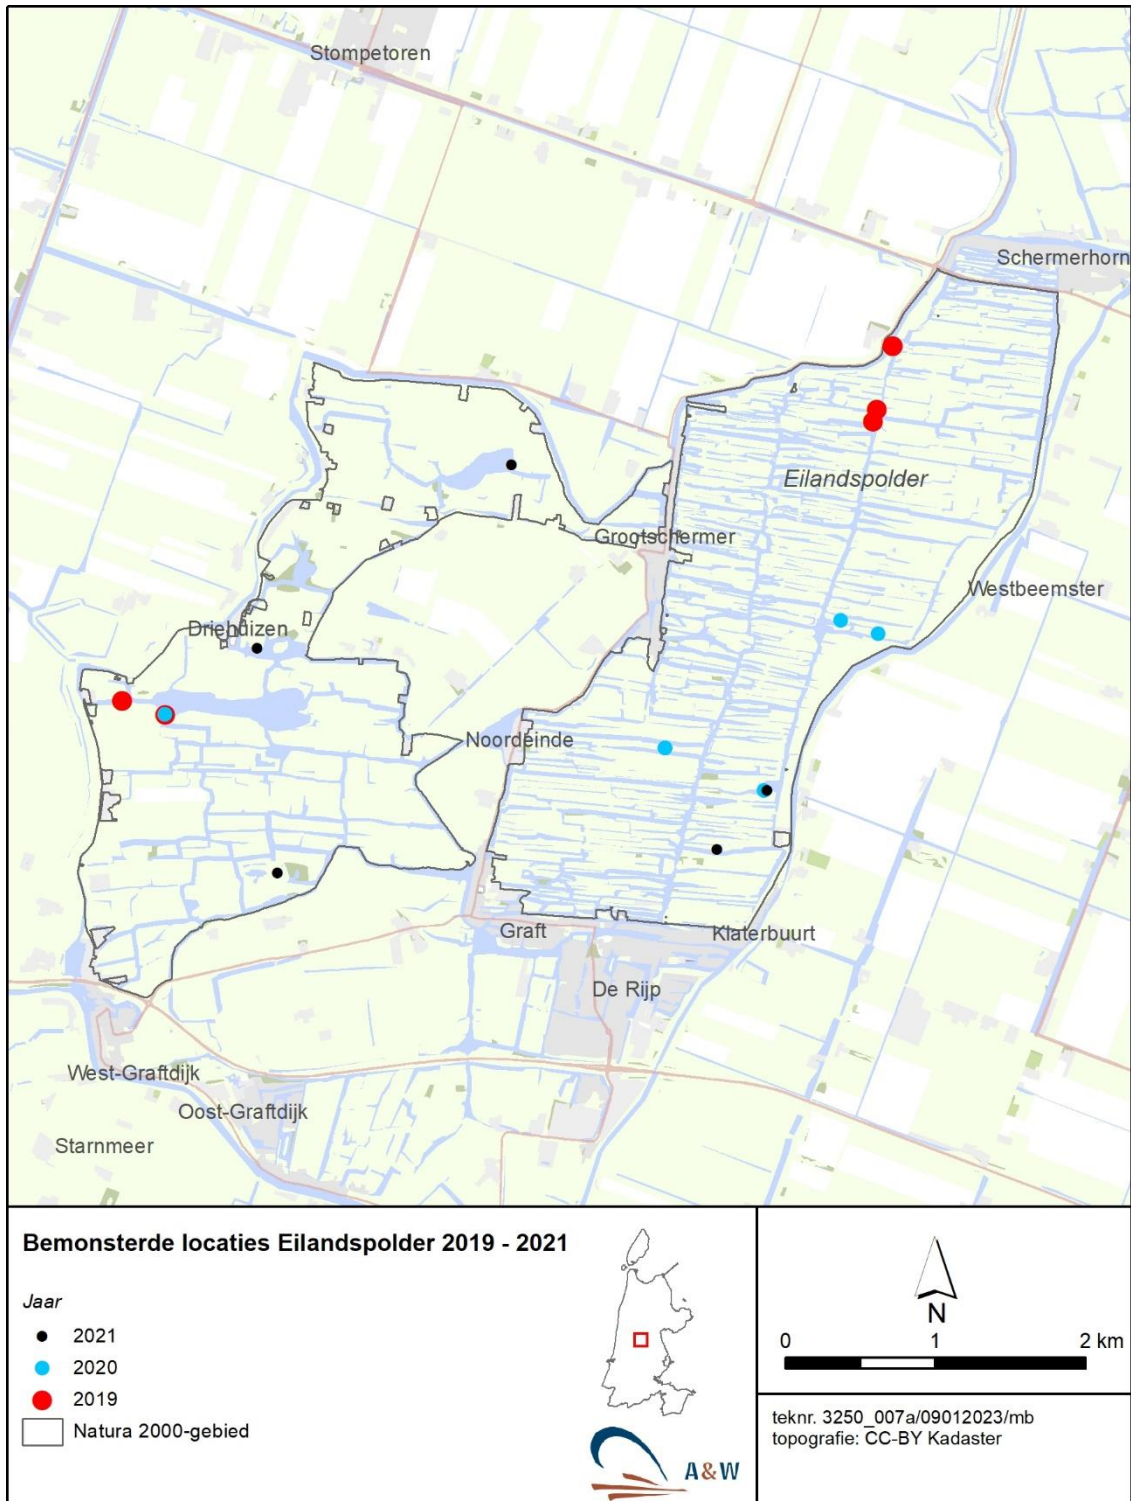 Stompetoren
Schermerhorn
Eilandspolder
Grootschermer
Westbeemster
Driehuizen
Noordeinde
Graft
Klaterbuurt
De Rijp
West-Graftdijk
Oost-Graftdijk
Starnmeer
Bemonsterde locaties Eilandspolder 2019 - 2021
Jaar
2021
2020
2019
Natura 2000-gebied
A&W
N
0 1 2 km
teknr. 3250_007a/09012023/mb
topografie: CC-BY Kadaster